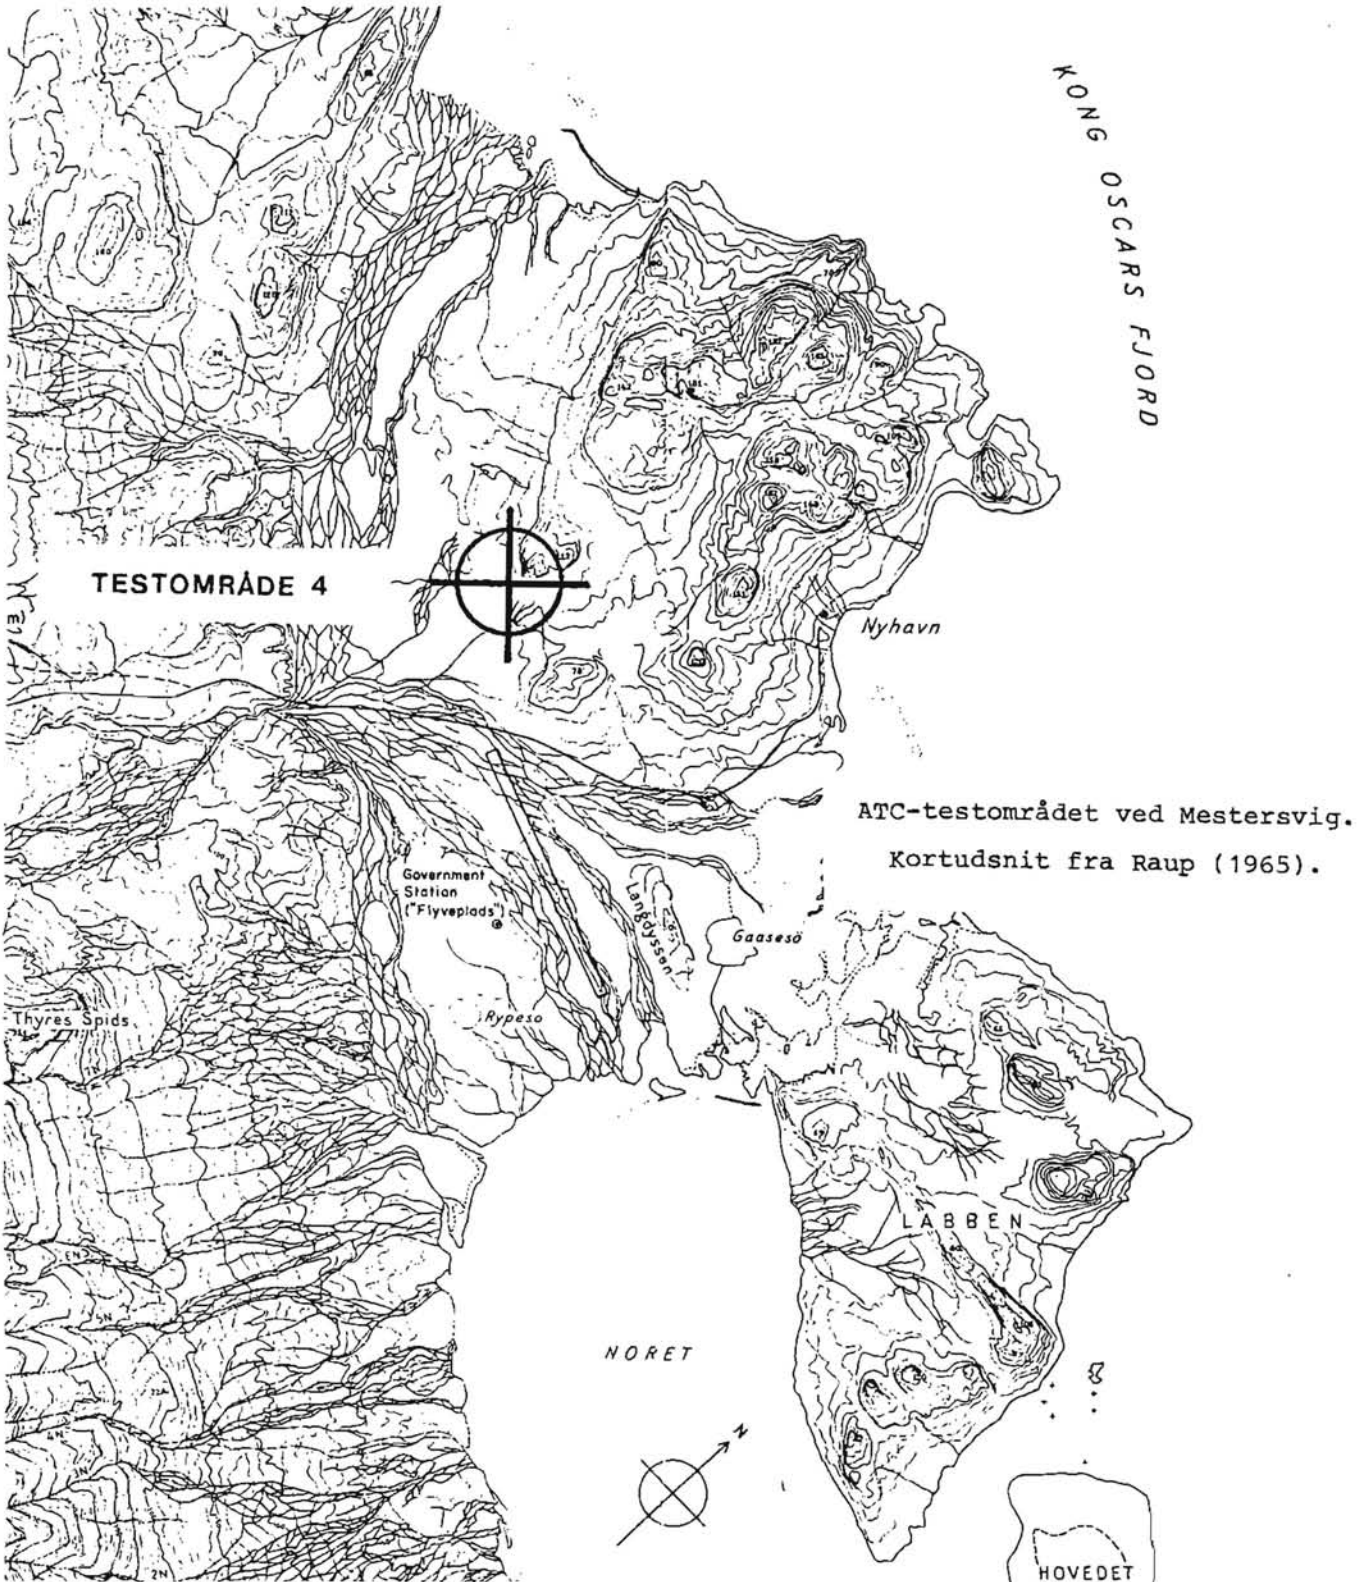 KONG OSCARS FJORD
TESTOMRÅDE 4
Nyhavn
ATC-testområdet ved Mestersvig.
Kortudsnit fra Raup (1965).
Government
Station
("Flyveplads")
Langdyssen
Gaasesö
Rypesö
Thyres Spids
LABBEN
NORET
N
HOVEDET